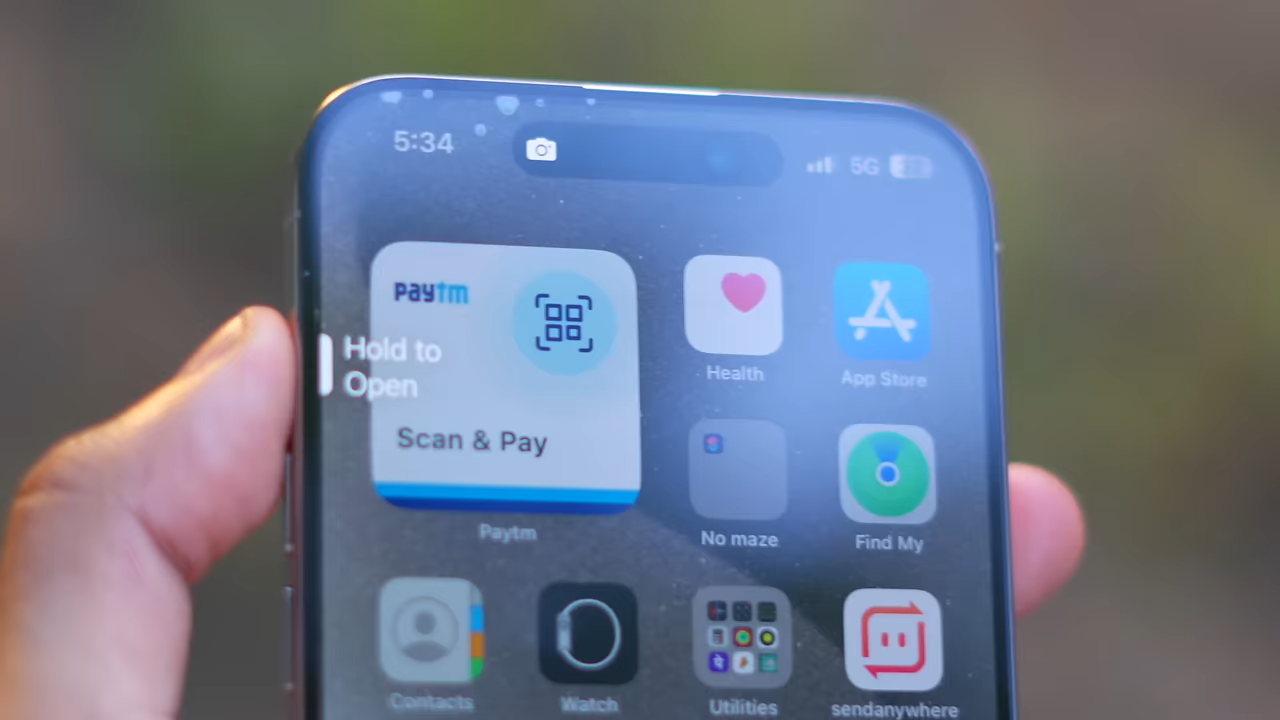 5:34
5G
paytm
Hold to
Open
Scan & Pay
Paytm
Health
App Store
No maze
Find My
Contacts
Watch
Utilities
sendanywhere